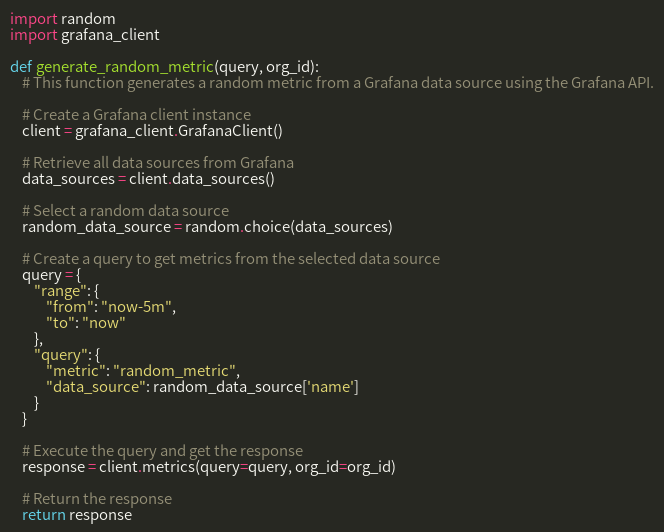 import random
import grafana_client

def generate_random_metric(query, org_id):
    # This function generates a random metric from a Grafana data source using the Grafana API.

    # Create a Grafana client instance
    client = grafana_client.GrafanaClient()

    # Retrieve all data sources from Grafana
    data_sources = client.data_sources()

    # Select a random data source
    random_data_source = random.choice(data_sources)

    # Create a query to get metrics from the selected data source
    query = {
        "range": {
            "from": "now-5m",
            "to": "now"
        },
        "query": {
            "metric": "random_metric",
            "data_source": random_data_source['name']
        }
    }

    # Execute the query and get the response
    response = client.metrics(query=query, org_id=org_id)

    # Return the response
    return response